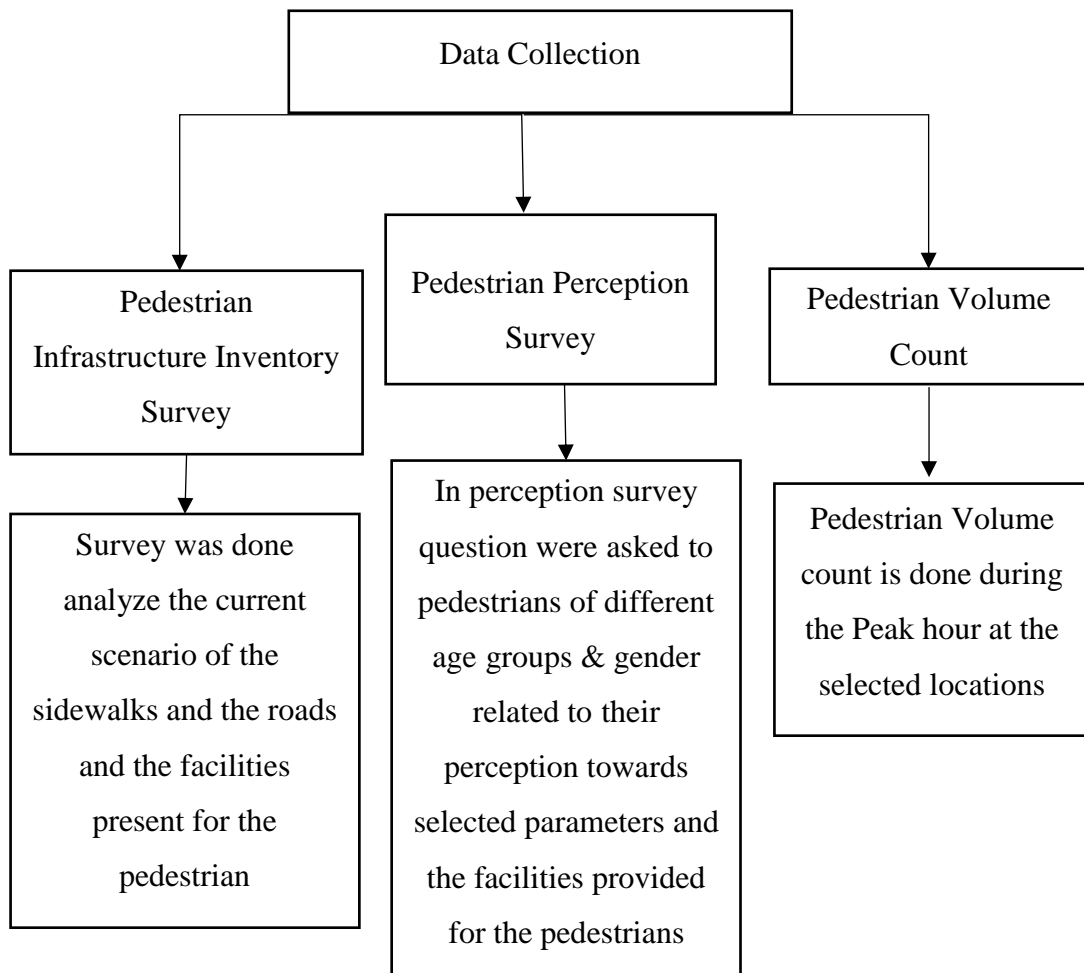 Data Collection
Pedestrian
Infrastructure Inventory
Survey
Pedestrian Perception
Survey
Pedestrian Volume
Count
Survey was done
analyze the current
scenario of the
sidewalks and the roads
and the facilities
present for the
pedestrian
In perception survey
question were asked to
pedestrians of different
age groups & gender
related to their
perception towards
selected parameters and
the facilities provided
for the pedestrians
Pedestrian Volume
count is done during
the Peak hour at the
selected locations